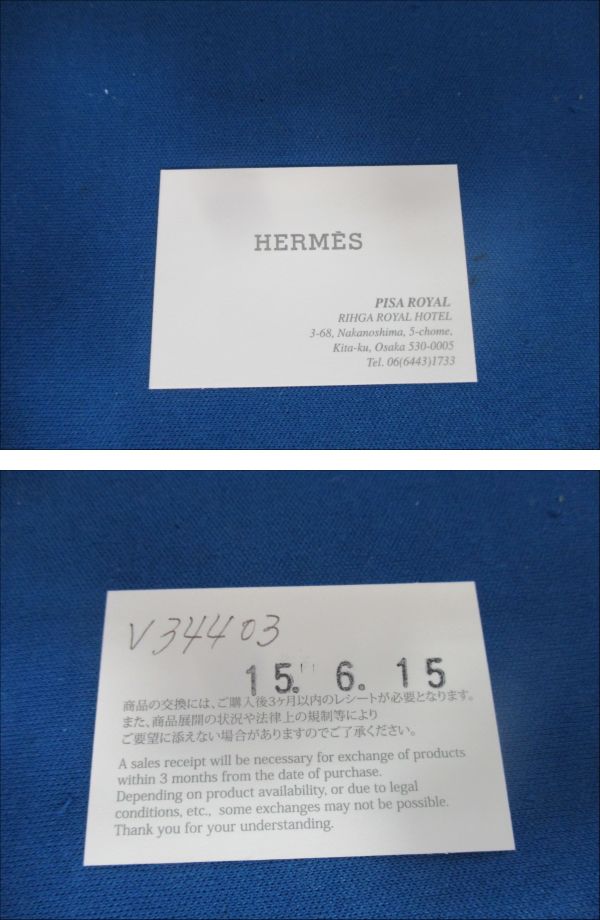 HERMÈS
PISA ROYAL
RIHGA ROYAL HOTEL
3-68, Nakanoshima, 5-chome,
Kita-ku, Osaka 530-0005
Tel. 06(6443)1733
V34403
15. 6. 15
商品の交換には、ご購入後3ヶ月以内のレシートが必要となります。
また、商品展開の状況や法律上の規制等により
ご要望に添えない場合がありますのでご了承ください。
A sales receipt will be necessary for exchange of products
within 3 months from the date of purchase.
Depending on product availability, or due to legal
conditions, etc., some exchanges may not be possible.
Thank you for your understanding.